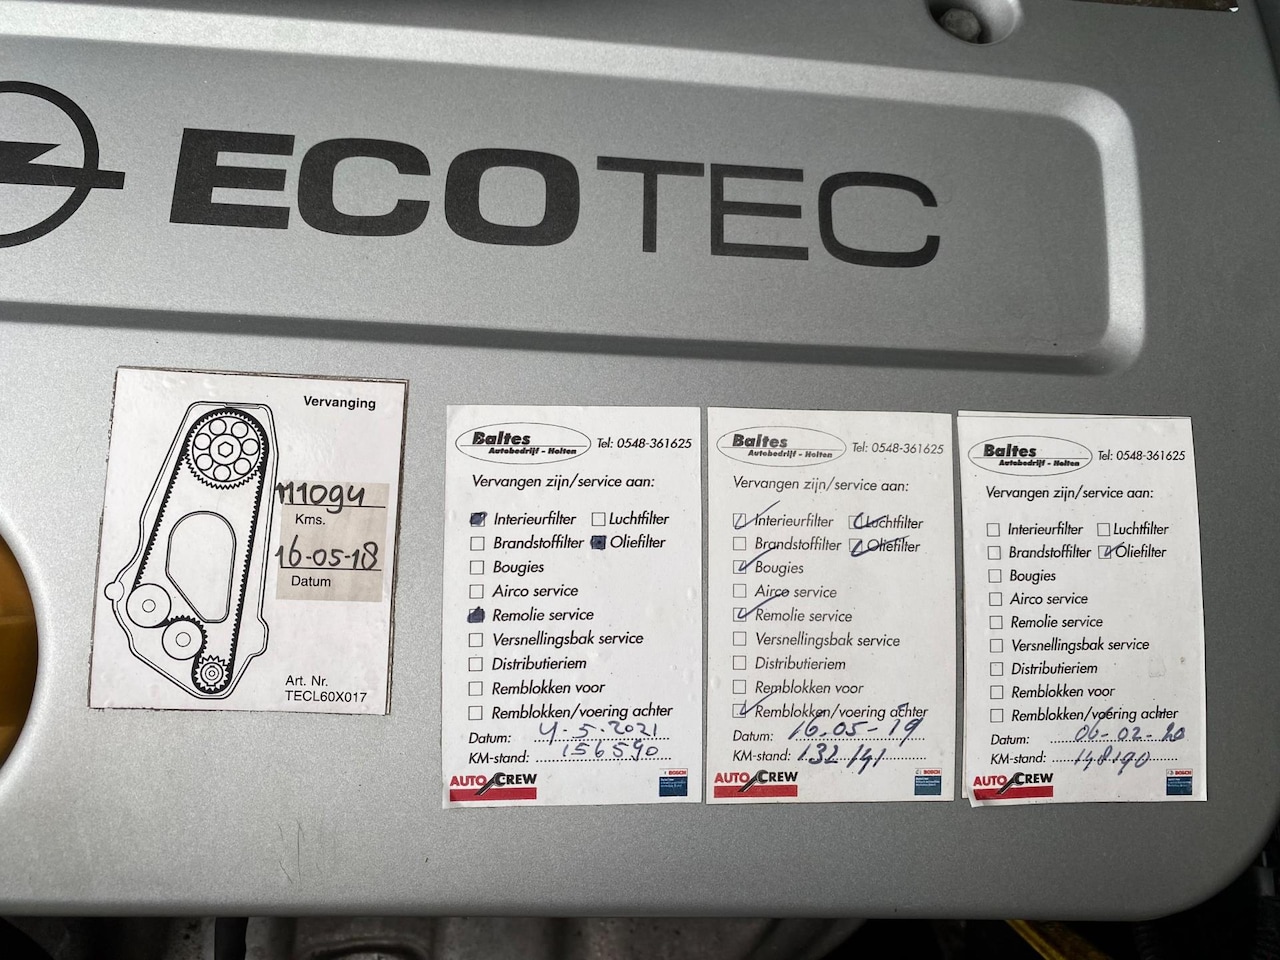 ECOTEC
Vervanging
111094
Kms.
16-05-18
Datum
Art. Nr.
TECL60X017
Baltes
Autobedrijf - Holten
Tel: 0548-361625
Vervangen zijn/service aan:
Interieurfilter Luchtfilter
Brandstoffilter Oliefilter
Bougies
Airco service
Remolie service
Versnellingsbak service
Distributieriem
Remblokken voor
Remblokken/voering achter
Datum: 4-5-2021
KM-stand: 156590
AUTO CREW
BOSCH
Baltes
Autobedrijf - Holten
Tel: 0548-361625
Vervangen zijn/service aan:
Interieurfilter Luchtfilter
Brandstoffilter Oliefilter
Bougies
Airco service
Remolie service
Versnellingsbak service
Distributieriem
Remblokken voor
Remblokken/voering achter
Datum: 16-05-19
KM-stand: 132141
AUTO CREW
BOSCH
Baltes
Autobedrijf - Holten
Tel: 0548-361625
Vervangen zijn/service aan:
Interieurfilter Luchtfilter
Brandstoffilter Oliefilter
Bougies
Airco service
Remolie service
Versnellingsbak service
Distributieriem
Remblokken voor
Remblokken/voering achter
Datum: 06-02-20
KM-stand: 148190
AUTO CREW
BOSCH